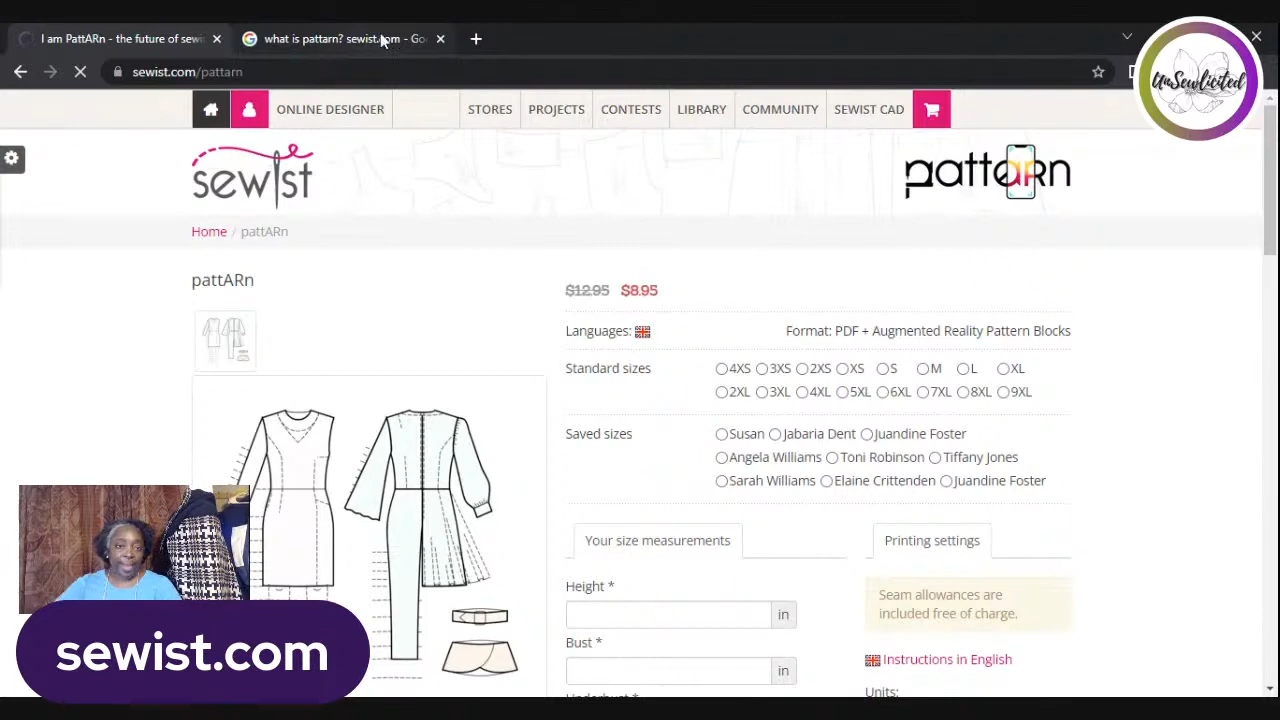 I am PattARn - the future of sewi
what is pattarn? sewist.com - Go
sewist.com/pattarn
UnSewlicited
ONLINE DESIGNER
STORES
PROJECTS
CONTESTS
LIBRARY
COMMUNITY
SEWIST CAD
sewist
pattarn
Home / pattARn
pattARn
$12.95 $8.95
Languages:
Format: PDF + Augmented Reality Pattern Blocks
Standard sizes
4XS 3XS 2XS XS S M L XL
2XL 3XL 4XL 5XL 6XL 7XL 8XL 9XL
Saved sizes
Susan Jabaria Dent Juandine Foster
Angela Williams Toni Robinson Tiffany Jones
Sarah Williams Elaine Crittenden Juandine Foster
Your size measurements
Printing settings
Height *
in
Bust *
in
Seam allowances are
included free of charge.
Instructions in English
Units:
sewist.com